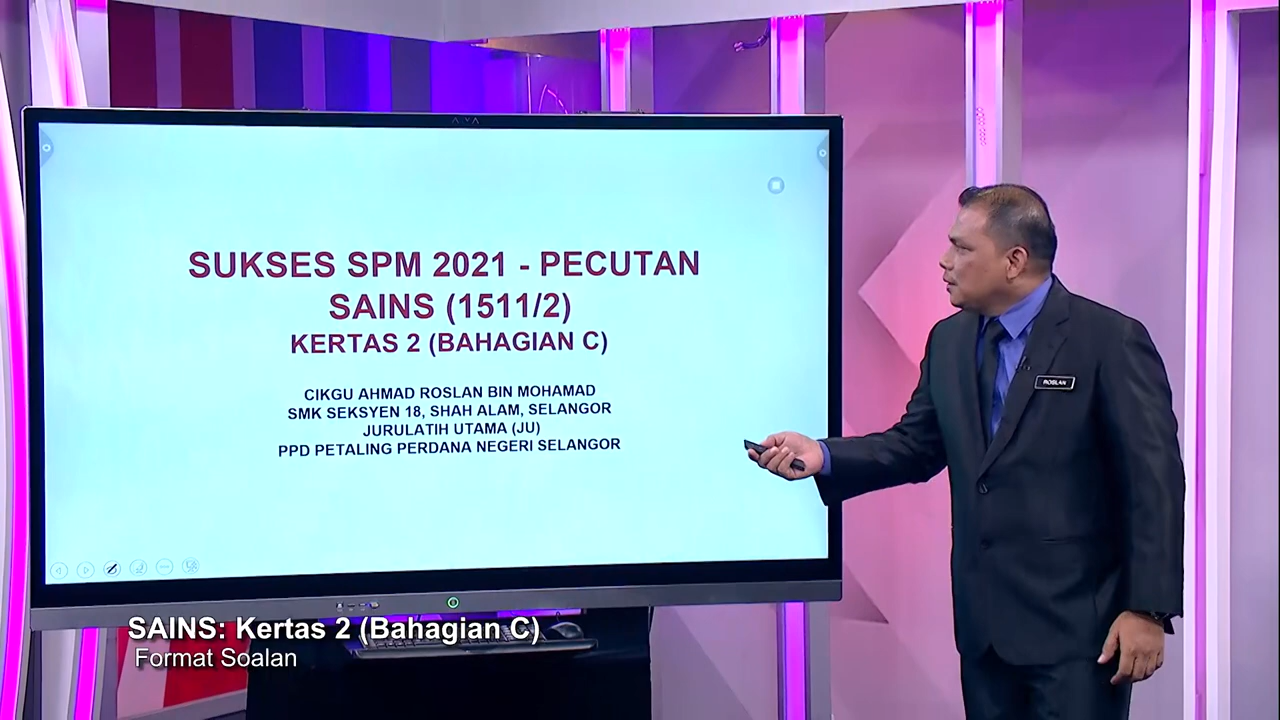 AIWA
SUKSES SPM 2021 - PECUTAN
SAINS (1511/2)
KERTAS 2 (BAHAGIAN C)
CIKGU AHMAD ROSLAN BIN MOHAMAD
SMK SEKSYEN 18, SHAH ALAM, SELANGOR
JURULATIH UTAMA (JU)
PPD PETALING PERDANA NEGERI SELANGOR
ROSLAN
SAINS: Kertas 2 (Bahagian C)
Format Soalan